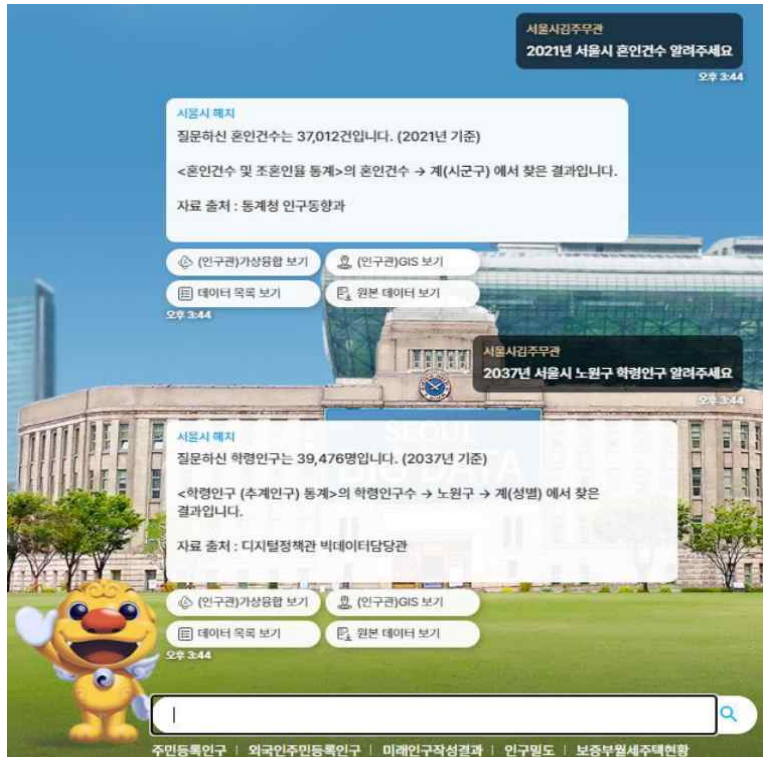 서울시김주무관
2021년 서울시 혼인건수 알려주세요
오후 3:44
서울시 해치
질문하신 혼인건수는 37,012건입니다. (2021년 기준)
<혼인건수 및 조혼인율 통계>의 혼인건수 → 계(시군구) 에서 찾은 결과입니다.
자료 출처 : 통계청 인구동향과
(인구관)가상융합 보기
(인구관)GIS 보기
데이터 목록 보기
원본 데이터 보기
오후 3:44
서울시김주무관
2037년 서울시 노원구 학령인구 알려주세요
오후 3:44
서울시 해치
질문하신 학령인구는 39,476명입니다. (2037년 기준)
<학령인구 (추계인구) 통계>의 학령인구수 → 노원구 → 계(성별) 에서 찾은
결과입니다.
자료 출처 : 디지털정책관 빅데이터담당관
SEOUL
BIG DATA
(인구관)가상융합 보기
(인구관)GIS 보기
데이터 목록 보기
원본 데이터 보기
오후 3:44
주민등록인구 | 외국인주민등록인구 | 미래인구작성결과 | 인구밀도 | 보증부월세주택현황